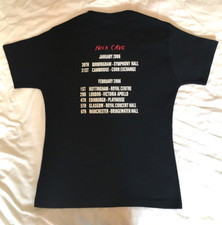 NICK CAVE
JANUARY 2006
30TH BIRMINGHAM - SYMPHONY HALL
31ST CAMBRIDGE - CORN EXCHANGE
FEBRUARY 2006
1ST NOTTINGHAM - ROYAL CENTRE
2ND LONDON - VICTORIA APOLLO
4TH EDINBURGH - PLAYHOUSE
5TH GLASGOW - ROYAL CONCERT HALL
6TH MANCHESTER - BRIDGEWATER HALL